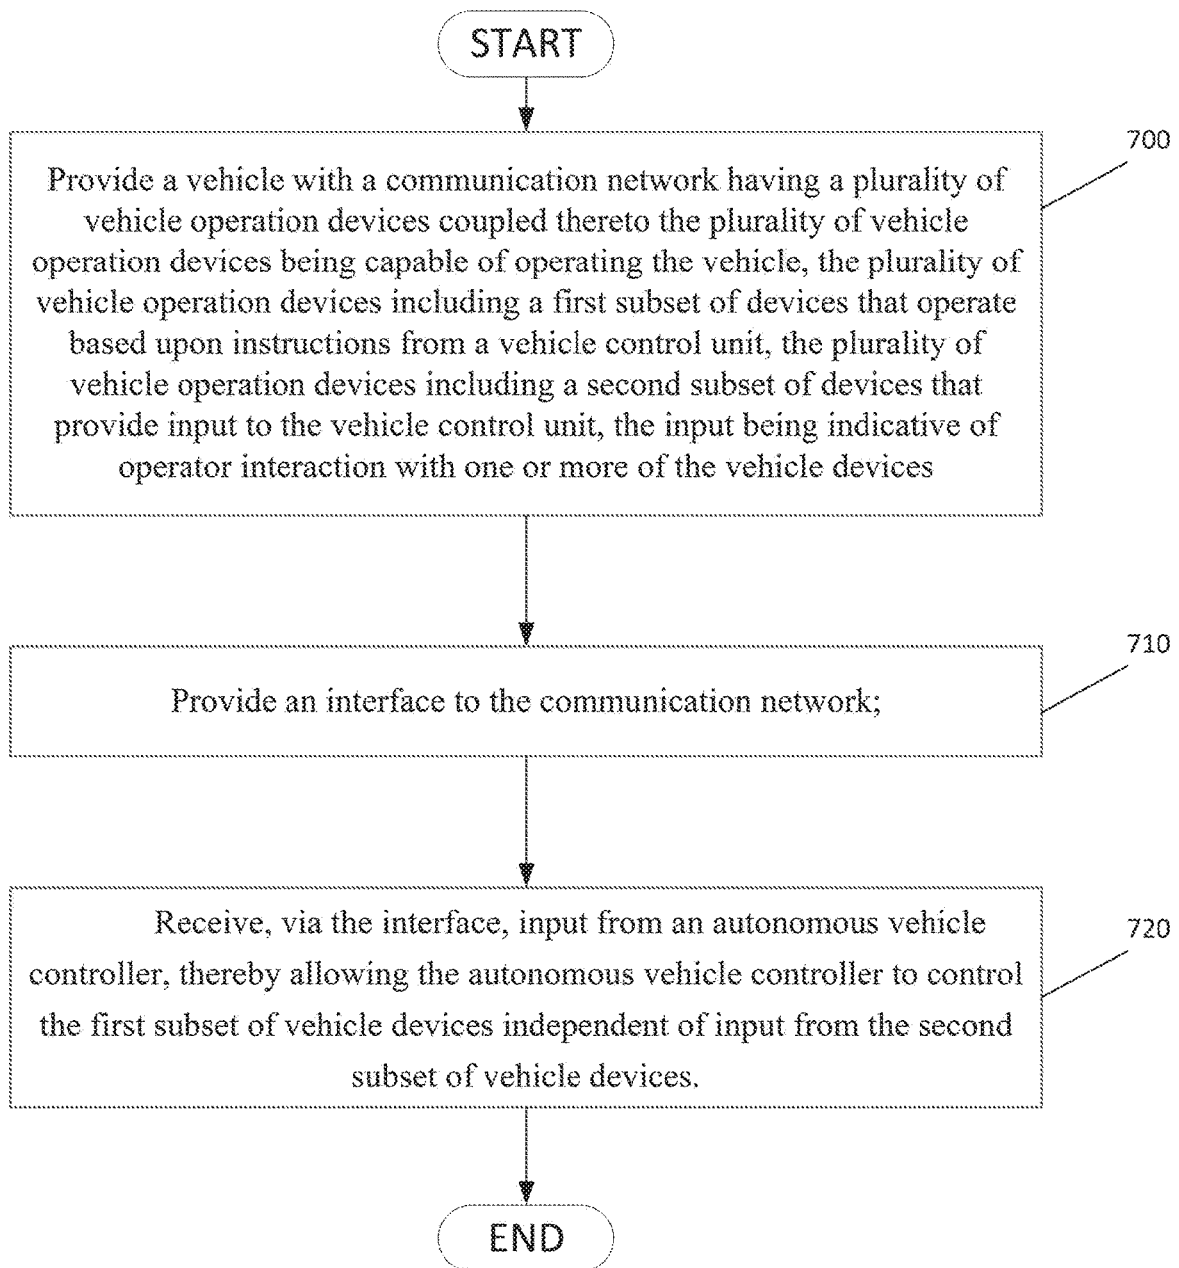 START
700
Provide a vehicle with a communication network having a plurality of
vehicle operation devices coupled thereto the plurality of vehicle
operation devices being capable of operating the vehicle, the plurality of
vehicle operation devices including a first subset of devices that operate
based upon instructions from a vehicle control unit, the plurality of
vehicle operation devices including a second subset of devices that
provide input to the vehicle control unit, the input being indicative of
operator interaction with one or more of the vehicle devices
710
Provide an interface to the communication network;
720
Receive, via the interface, input from an autonomous vehicle
controller, thereby allowing the autonomous vehicle controller to control
the first subset of vehicle devices independent of input from the second
subset of vehicle devices.
END